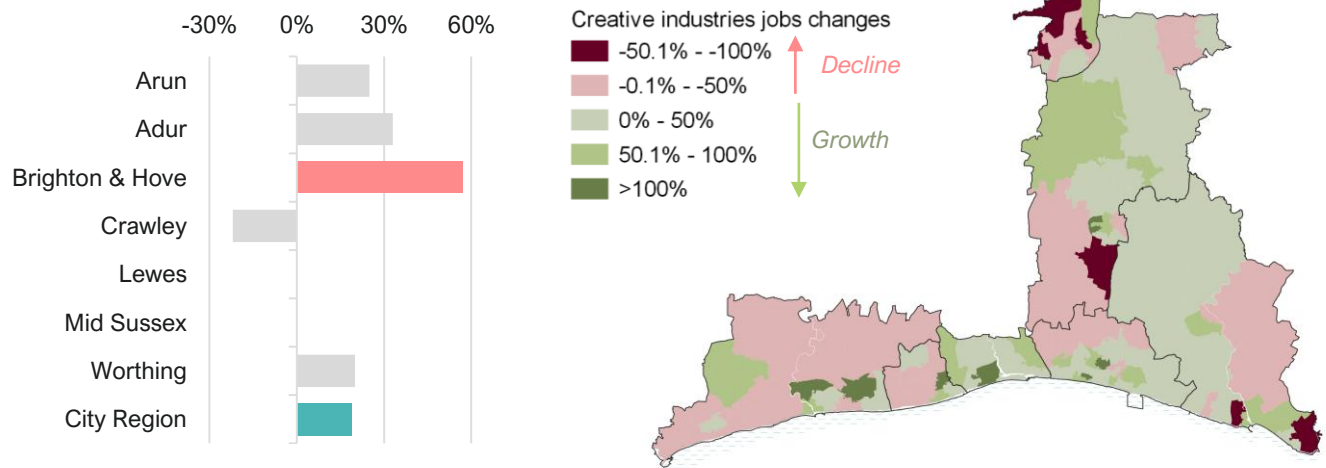 -30% 0% 30% 60%
Arun
Adur
Brighton & Hove
Crawley
Lewes
Mid Sussex
Worthing
City Region
Creative industries jobs changes
-50.1% - -100%
-0.1% - -50%
0% - 50%
50.1% - 100%
>100%
Decline
Growth